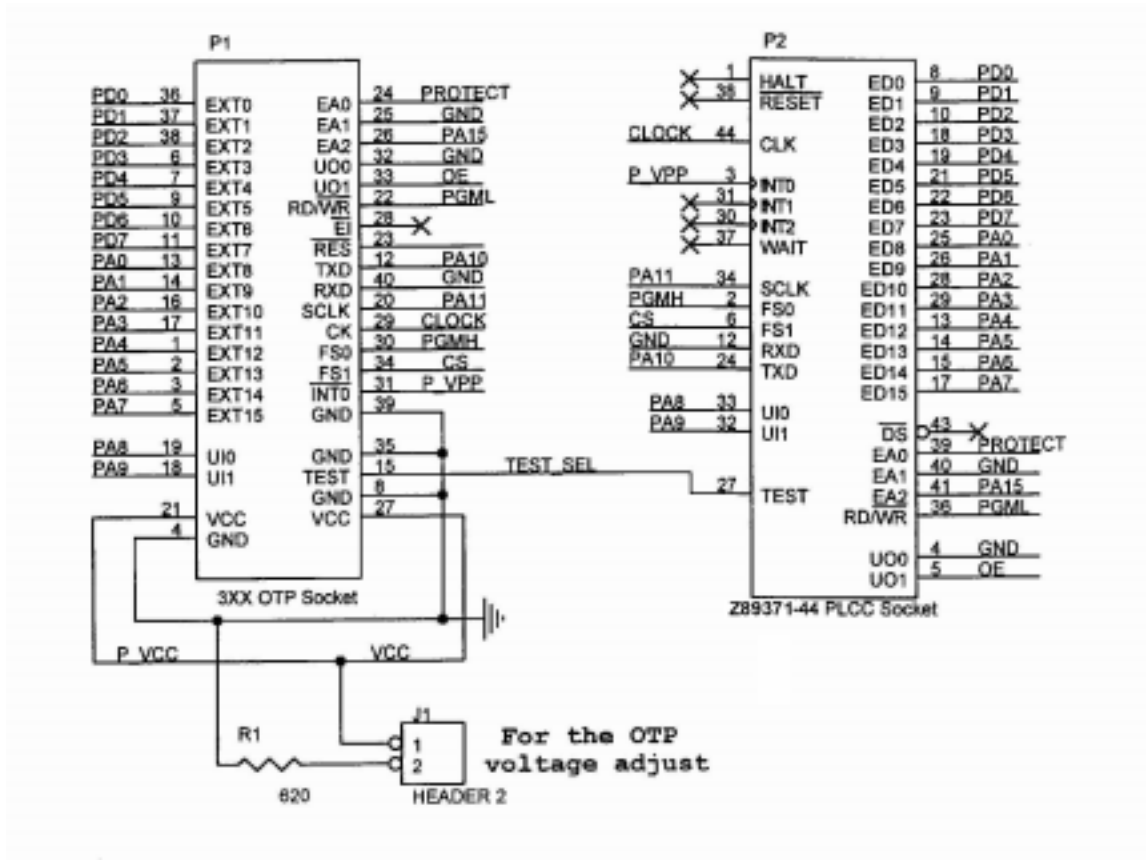 P1
PD0 36 EXT0 EA0 24 PROTECT
PD1 37 EXT1 EA1 25 GND
PD2 38 EXT2 EA2 26 PA15
PD3 6 EXT3 UO0 32 GND
PD4 7 EXT4 UO1 33 OE
PD5 9 EXT5 RD/WR 22 PGML
PD6 10 EXT6 EI 28
PD7 11 EXT7 RES 23
PA0 13 EXT8 TXD 12 PA10
PA1 14 EXT9 RXD 40 GND
PA2 16 EXT10 SCLK 20 PA11
PA3 17 EXT11 CK 29 CLOCK
PA4 1 EXT12 FS0 30 PGMH
PA5 2 EXT13 FS1 34 CS
PA6 3 EXT14 INT0 31 P_VPP
PA7 5 EXT15 GND 39
PA8 19 UI0 GND 35
PA9 18 UI1 TEST 15 TEST_SEL
GND 8
21 VCC VCC 27
4 GND
3XX OTP Socket
P_VCC VCC
R1
620
J1
1
2
HEADER 2
For the OTP
voltage adjust
P2
1 HALT ED0 8 PD0
38 RESET ED1 9 PD1
ED2 10 PD2
CLOCK 44 CLK ED3 18 PD3
ED4 19 PD4
P_VPP 3 INT0 ED5 21 PD5
31 INT1 ED6 22 PD6
30 INT2 ED7 23 PD7
37 WAIT ED8 25 PA0
ED9 26 PA1
PA11 34 SCLK ED10 28 PA2
PGMH 2 FS0 ED11 29 PA3
CS 6 FS1 ED12 13 PA4
GND 12 RXD ED13 14 PA5
PA10 24 TXD ED14 15 PA6
ED15 17 PA7
PA8 33 UI0
PA9 32 UI1 DS 43
EA0 39 PROTECT
EA1 40 GND
27 TEST EA2 41 PA15
RD/WR 36 PGML
UO0 4 GND
UO1 5 OE
Z89371-44 PLCC Socket